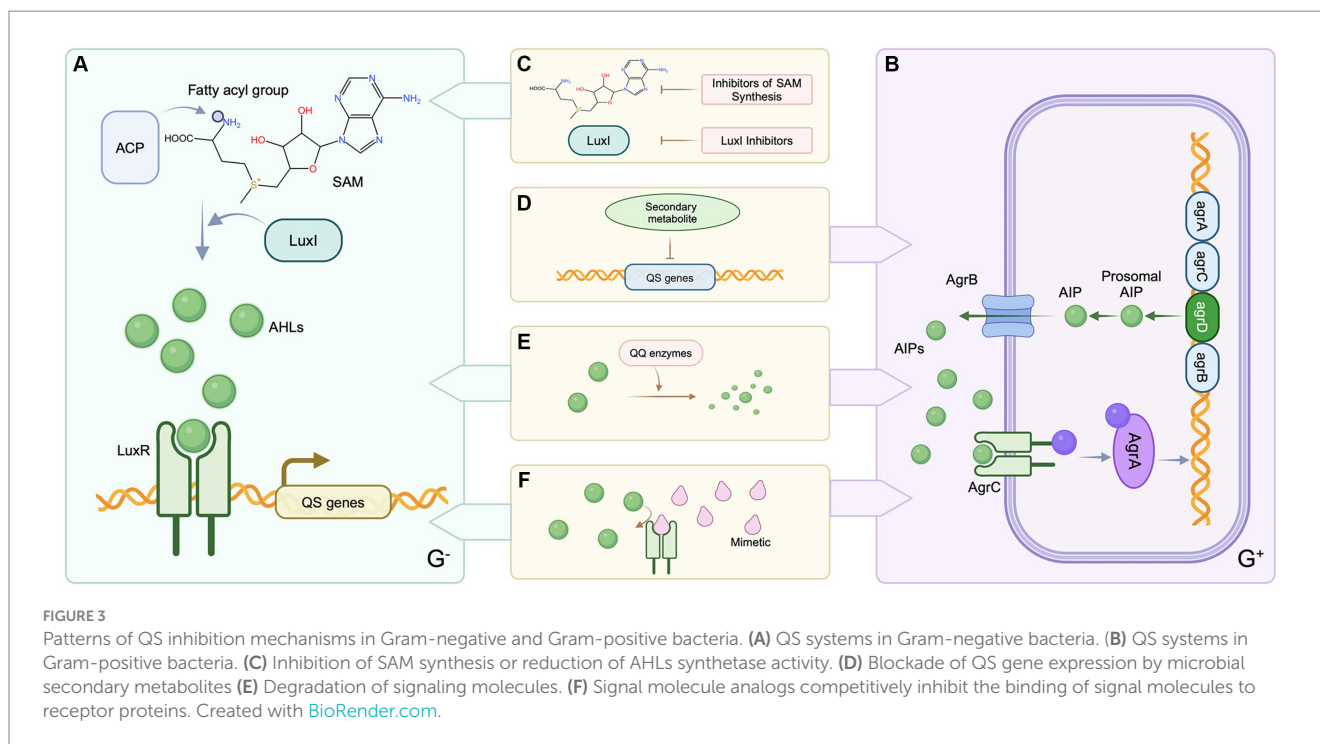 A
Fatty acyl group
ACP
HOOC
NH₂
OH
HO
S⁺
O
N
N
N
N
NH₂
SAM
LuxI
AHLs
LuxR
QS genes
G⁻
C
HOOC
NH₂
OH
HO
S⁺
O
N
N
N
N
NH₂
Inhibitors of SAM
Synthesis
LuxI
LuxI Inhibitors
D
Secondary
metabolite
QS genes
E
QQ enzymes
F
Mimetic
B
agrA
agrC
agrD
agrB
AgrB
AIP
Prosomal
AIP
AIPs
AgrC
AgrA
G⁺
FIGURE 3
Patterns of QS inhibition mechanisms in Gram-negative and Gram-positive bacteria. (A) QS systems in Gram-negative bacteria. (B) QS systems in
Gram-positive bacteria. (C) Inhibition of SAM synthesis or reduction of AHLs synthetase activity. (D) Blockade of QS gene expression by microbial
secondary metabolites (E) Degradation of signaling molecules. (F) Signal molecule analogs competitively inhibit the binding of signal molecules to
receptor proteins. Created with BioRender.com.